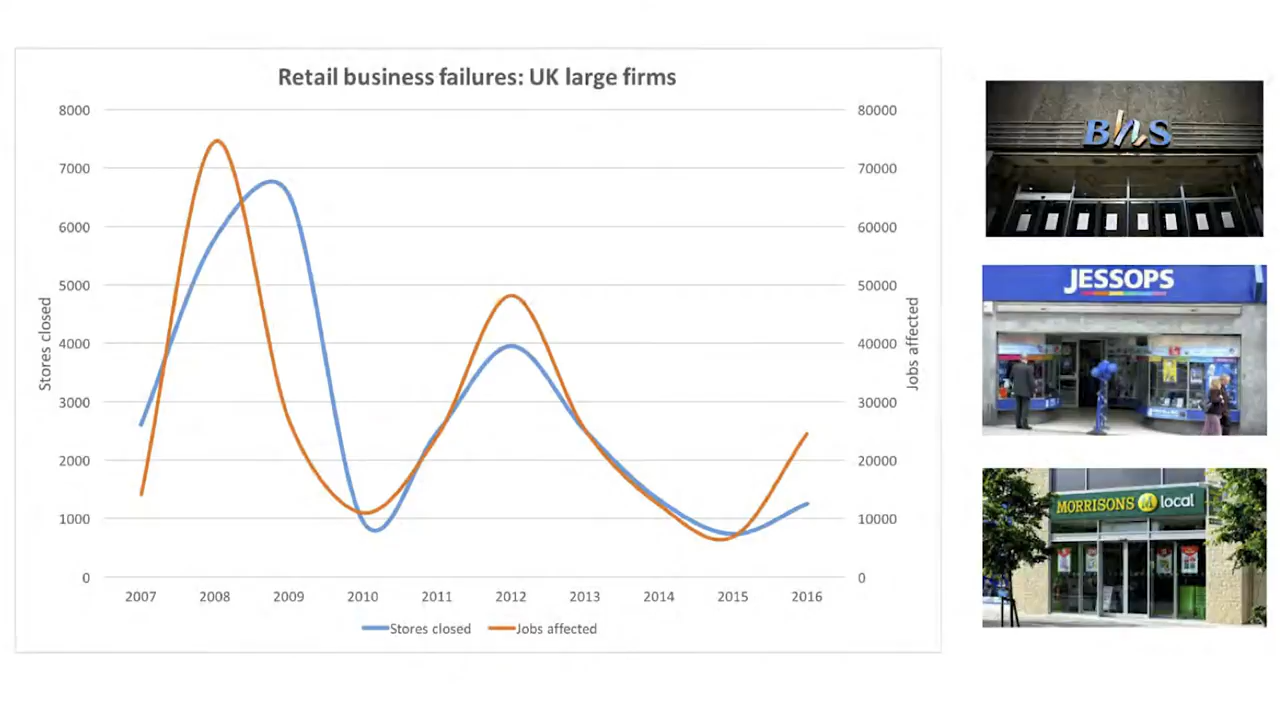 Retail business failures: UK large firms
8000
7000
6000
5000
4000
3000
2000
1000
0
Stores closed
80000
70000
60000
50000
40000
30000
20000
10000
0
Jobs affected
2007 2008 2009 2010 2011 2012 2013 2014 2015 2016
Stores closed Jobs affected
BhS
JESSOPS
MORRISONS M local